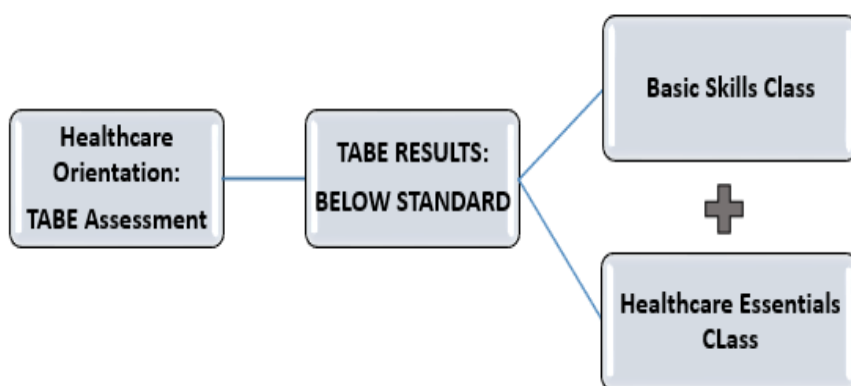 Healthcare
Orientation:
TABE Assessment
TABE RESULTS:
BELOW STANDARD
Basic Skills Class
Healthcare Essentials
CLass